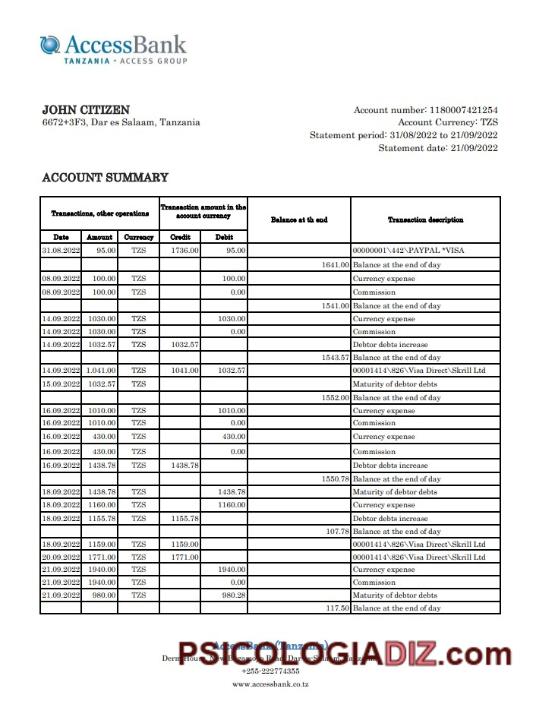 AccessBank
TANZANIA · ACCESS GROUP
JOHN CITIZEN
6672+3F3, Dar es Salaam, Tanzania
Account number: 1180007421254
Account Currency: TZS
Statement period: 31/08/2022 to 21/09/2022
Statement date: 21/09/2022
ACCOUNT SUMMARY
Transactions, other operations Transaction amount in the account currency Balance at th end Transaction description
Date Amount Currency Credit Debit
31.08.2022 95.00 TZS 1736.00 95.00 00000001\442\PAYPAL *VISA
1641.00 Balance at the end of day
08.09.2022 100.00 TZS 100.00 Currency expense
08.09.2022 100.00 TZS 0.00 Commission
1541.00 Balance at the end of day
14.09.2022 1030.00 TZS 1030.00 Currency expense
14.09.2022 1030.00 TZS 0.00 Commission
14.09.2022 1032.57 TZS 1032.57 Debtor debts increase
1543.57 Balance at the end of day
14.09.2022 1.041.00 TZS 1041.00 1032.57 00001414\826\Visa Direct\Skrill Ltd
15.09.2022 1032.57 TZS Maturity of debtor debts
1552.00 Balance at the end of day
16.09.2022 1010.00 TZS 1010.00 Currency expense
16.09.2022 1010.00 TZS 0.00 Commission
16.09.2022 430.00 TZS 430.00 Currency expense
16.09.2022 430.00 TZS 0.00 Commission
16.09.2022 1438.78 TZS 1438.78 Debtor debts increase
1550.78 Balance at the end of day
18.09.2022 1438.78 TZS 1438.78 Maturity of debtor debts
18.09.2022 1160.00 TZS 1160.00 Currency expense
18.09.2022 1155.78 TZS 1155.78 Debtor debts increase
107.78 Balance at the end of day
18.09.2022 1159.00 TZS 1159.00 00001414\826\Visa Direct\Skrill Ltd
20.09.2022 1771.00 TZS 1771.00 00001414\826\Visa Direct\Skrill Ltd
21.09.2022 1940.00 TZS 1940.00 Currency expense
21.09.2022 1940.00 TZS 0.00 Commission
21.09.2022 980.00 TZS 980.28 Maturity of debtor debts
117.50 Balance at the end of day
AccessBank (Tanzania)
PSCOLOGIADIZ.com
+255-222774355
www.accessbank.co.tz